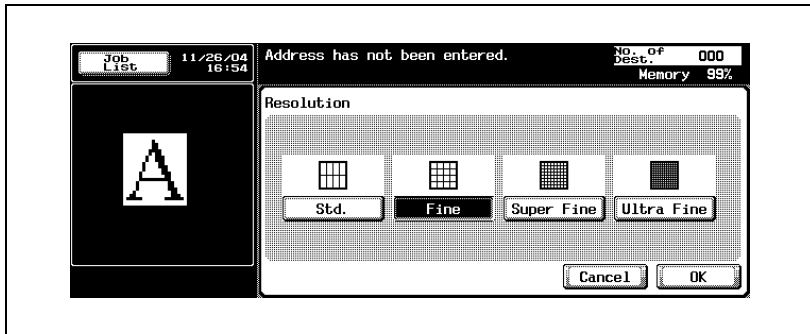 Job
List
11/26/04
16:54
Address has not been entered.
No. of
Dest.
000
Memory 99%
Resolution
A
Std.
Fine
Super Fine
Ultra Fine
Cancel
OK